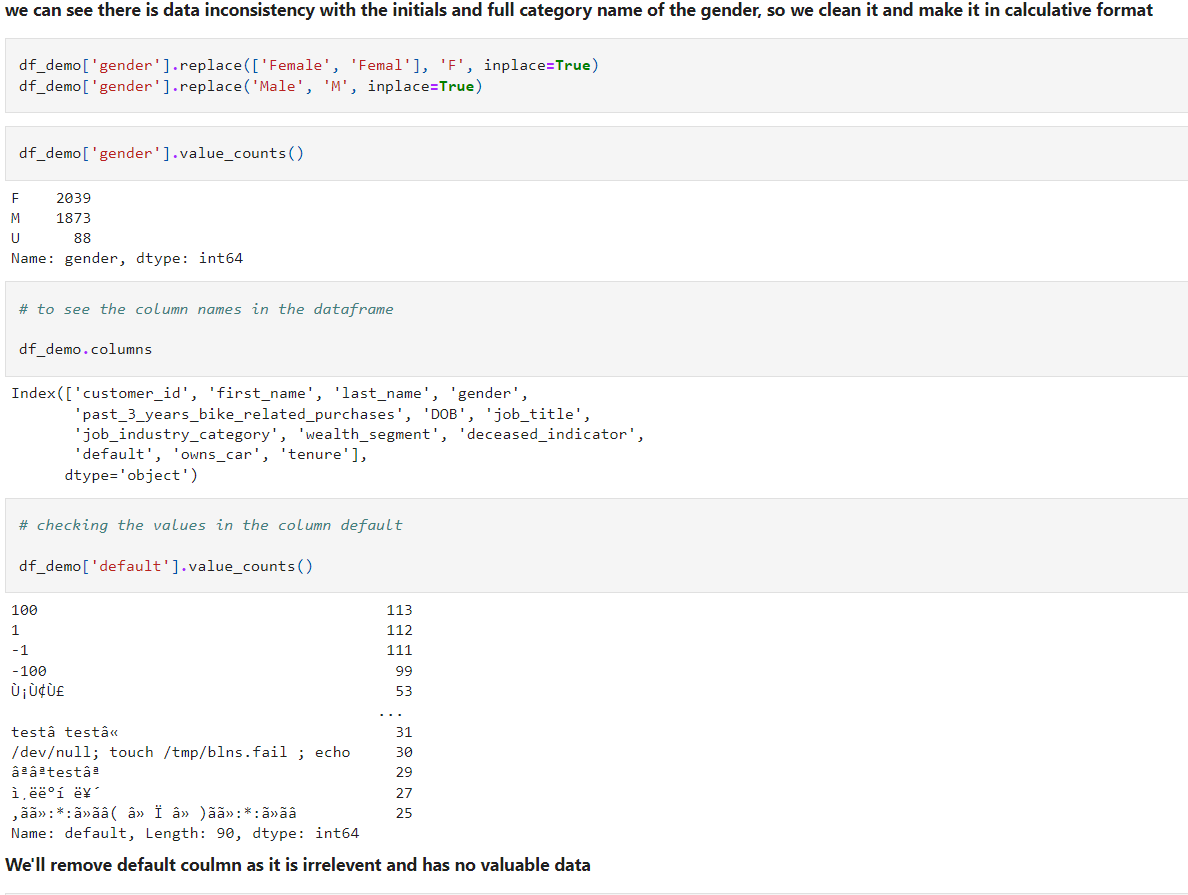 we can see there is data inconsistency with the initials and full category name of the gender, so we clean it and make it in calculative format
df_demo['gender'].replace(['Female', 'Femal'], 'F', inplace=True)
df_demo['gender'].replace('Male', 'M', inplace=True)
df_demo['gender'].value_counts()
F    2039
M    1873
U      88
Name: gender, dtype: int64
# to see the column names in the dataframe
df_demo.columns
Index(['customer_id', 'first_name', 'last_name', 'gender',
'past_3_years_bike_related_purchases', 'DOB', 'job_title',
'job_industry_category', 'wealth_segment', 'deceased_indicator',
'default', 'owns_car', 'tenure'],
dtype='object')
# checking the values in the column default
df_demo['default'].value_counts()
100    113
1    112
-1    111
-100    99
Ù¡Ù¢Ù£    53
...
testâ testâ«    31
/dev/null; touch /tmp/blns.fail ; echo    30
âªâªtestâª    29
ì¸ëë°í ë¥´    27
,ãã»:*:ã»ãâ( â» Ï â» )ãã»:*:ã»ãâ    25
Name: default, Length: 90, dtype: int64
We'll remove default coulmn as it is irrelevent and has no valuable data